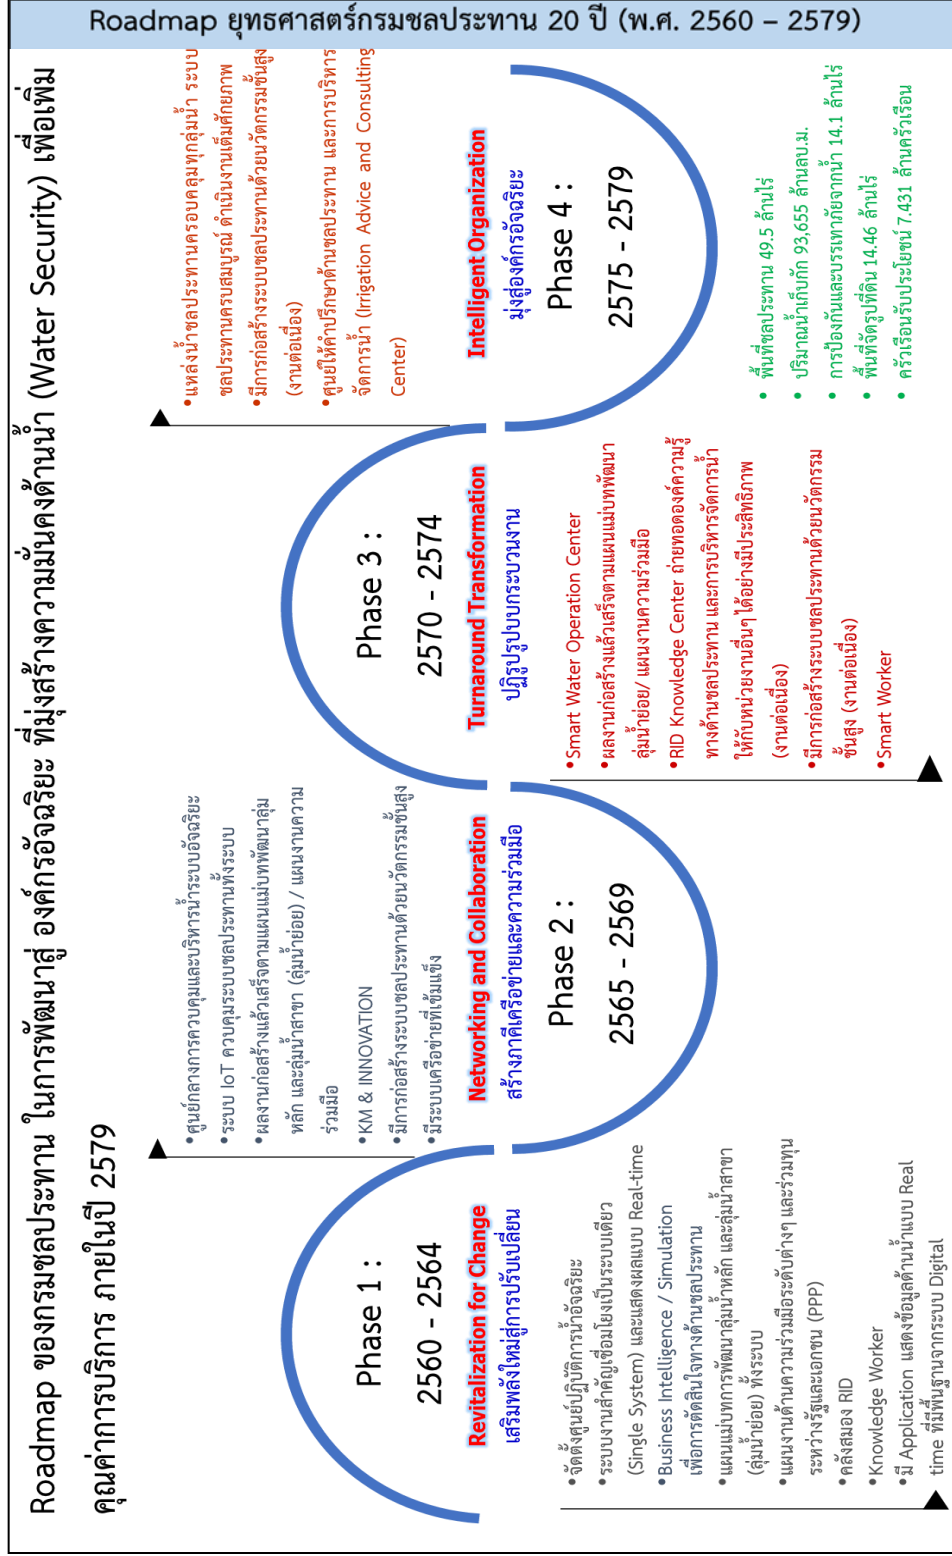 Roadmap ยุทธศาสตร์กรมชลประทาน 20 ปี (พ.ศ. 2560 – 2579)
Roadmap ของกรมชลประทาน ในการพัฒนาสู่ องค์กรอัจฉริยะ ที่มุ่งสร้างความมั่นคงด้านน้ำ (Water Security) เพื่อเพิ่ม
คุณค่าการบริการ ภายในปี 2579
Phase 1 :
2560 - 2564
Revitalization for Change
เสริมพลังใหม่สู่การปรับเปลี่ยน
•จัดตั้งศูนย์ปฏิบัติการน้ำอัจฉริยะ
•ระบบงานสำคัญเชื่อมโยงเป็นระบบเดียว
(Single System) และแสดงผลแบบ Real-time
•Business Intelligence / Simulation
เพื่อการตัดสินใจทางด้านชลประทาน
•แผนแม่บทการพัฒนาลุ่มน้ำหลัก และลุ่มน้ำสาขา
(ลุ่มน้ำย่อย) ทั้งระบบ
•แผนงานด้านความร่วมมือระดับต่างๆ และร่วมทุน
ระหว่างรัฐและเอกชน (PPP)
•คลังสมอง RID
•Knowledge Worker
•มี Application แสดงข้อมูลด้านน้ำแบบ Real
time ที่มีพื้นฐานจากระบบ Digital
•ศูนย์กลางการควบคุมและบริหารน้ำระบบอัจฉริยะ
•ระบบ IoT ควบคุมระบบชลประทานทั้งระบบ
•ผลงานก่อสร้างแล้วเสร็จตามแผนแม่บทพัฒนาลุ่ม
หลัก และลุ่มน้ำสาขา (ลุ่มน้ำย่อย) / แผนงานความ
ร่วมมือ
•KM & INNOVATION
•มีการก่อสร้างระบบชลประทานด้วยนวัตกรรมชั้นสูง
•มีระบบเครือข่ายที่เข้มแข็ง
Networking and Collaboration
สร้างภาคีเครือข่ายและความร่วมมือ
Phase 2 :
2565 - 2569
Phase 3 :
2570 - 2574
Turnaround Transformation
ปฏิรูปรูปบบกระบวนงาน
•Smart Water Operation Center
•ผลงานก่อสร้างแล้วเสร็จตามแผนแม่บทพัฒนา
ลุ่มน้ำย่อย/ แผนงานความร่วมมือ
•RID Knowledge Center ถ่ายทอดองค์ความรู้
ทางด้านชลประทาน และการบริหารจัดการน้ำ
ให้กับหน่วยงานอื่นๆ ได้อย่างมีประสิทธิภาพ
(งานต่อเนื่อง)
•มีการก่อสร้างระบบชลประทานด้วยนวัตกรรม
ชั้นสูง (งานต่อเนื่อง)
•Smart Worker
•แหล่งน้ำชลประทานครอบคลุมทุกลุ่มน้ำ ระบบ
ชลประทานครบสมบูรณ์ ดำเนินงานเต็มศักยภาพ
•มีการก่อสร้างระบบชลประทานด้วยนวัตกรรมชั้นสูง
(งานต่อเนื่อง)
•ศูนย์ให้คำปรึกษาด้านชลประทาน และการบริหาร
จัดการน้ำ (Irrigation Advice and Consulting
Center)
Intelligent Organization
มุ่งสู่องค์กรอัจฉริยะ
Phase 4 :
2575 - 2579
• พื้นที่ชลประทาน 49.5 ล้านไร่
• ปริมาณน้ำเก็บกัก 93,655 ล้านลบ.ม.
• การป้องกันและบรรเทาภัยจากน้ำ 14.1 ล้านไร่
• พื้นที่จัดรูปที่ดิน 14.46 ล้านไร่
• ครัวเรือนรับประโยชน์ 7.431 ล้านครัวเรือน